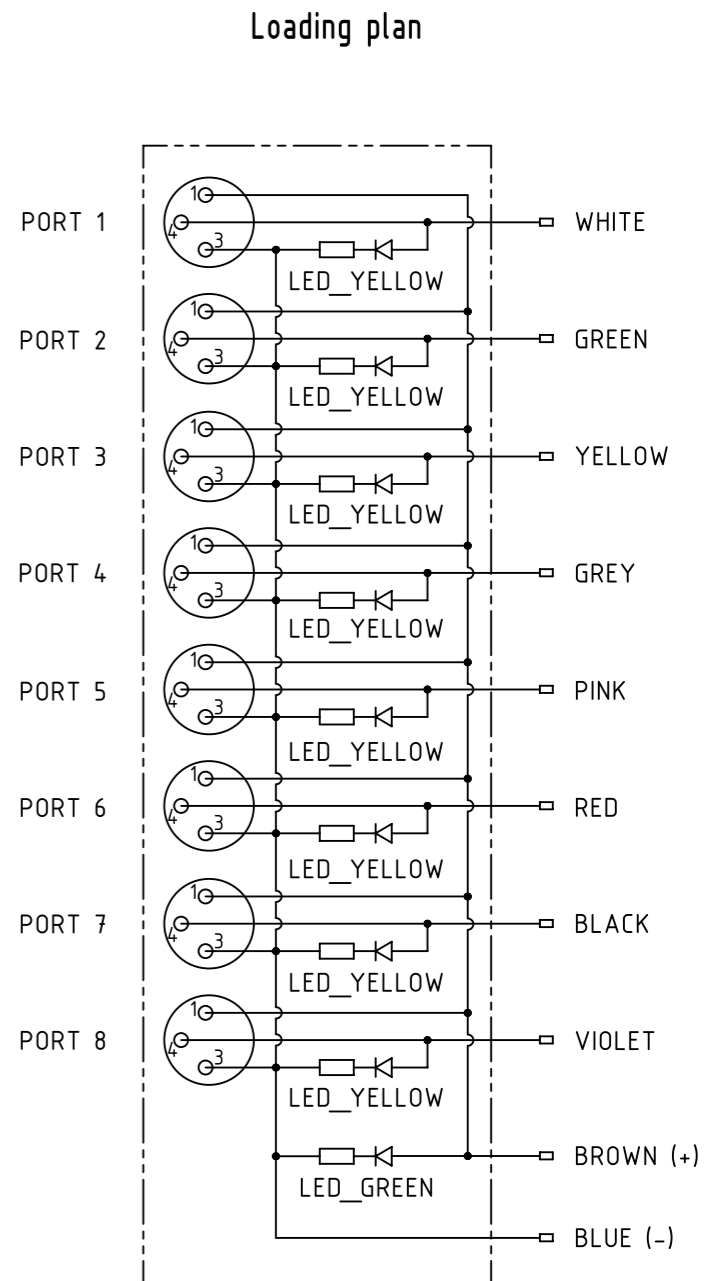 Loading plan
1
PORT 1 4 WHITE
3
LED_YELLOW
1
PORT 2 4 GREEN
3
LED_YELLOW
1
PORT 3 4 YELLOW
3
LED_YELLOW
1
PORT 4 4 GREY
3
LED_YELLOW
1
PORT 5 4 PINK
3
LED_YELLOW
1
PORT 6 4 RED
3
LED_YELLOW
1
PORT 7 4 BLACK
3
LED_YELLOW
1
PORT 8 4 VIOLET
3
LED_YELLOW
BROWN (+)
LED_GREEN
BLUE (-)